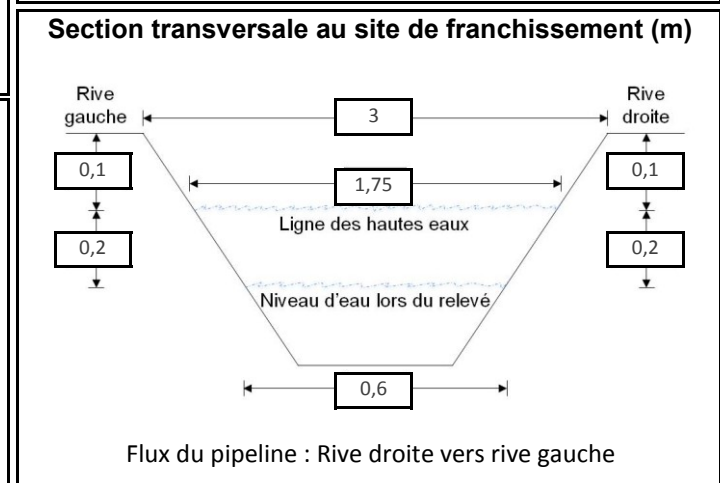 Section transversale au site de franchissement (m)
Rive
gauche
3
Rive
droite
0,1
1,75
0,1
Ligne des hautes eaux
0,2
0,2
Niveau d'eau lors du relevé
0,6
Flux du pipeline : Rive droite vers rive gauche